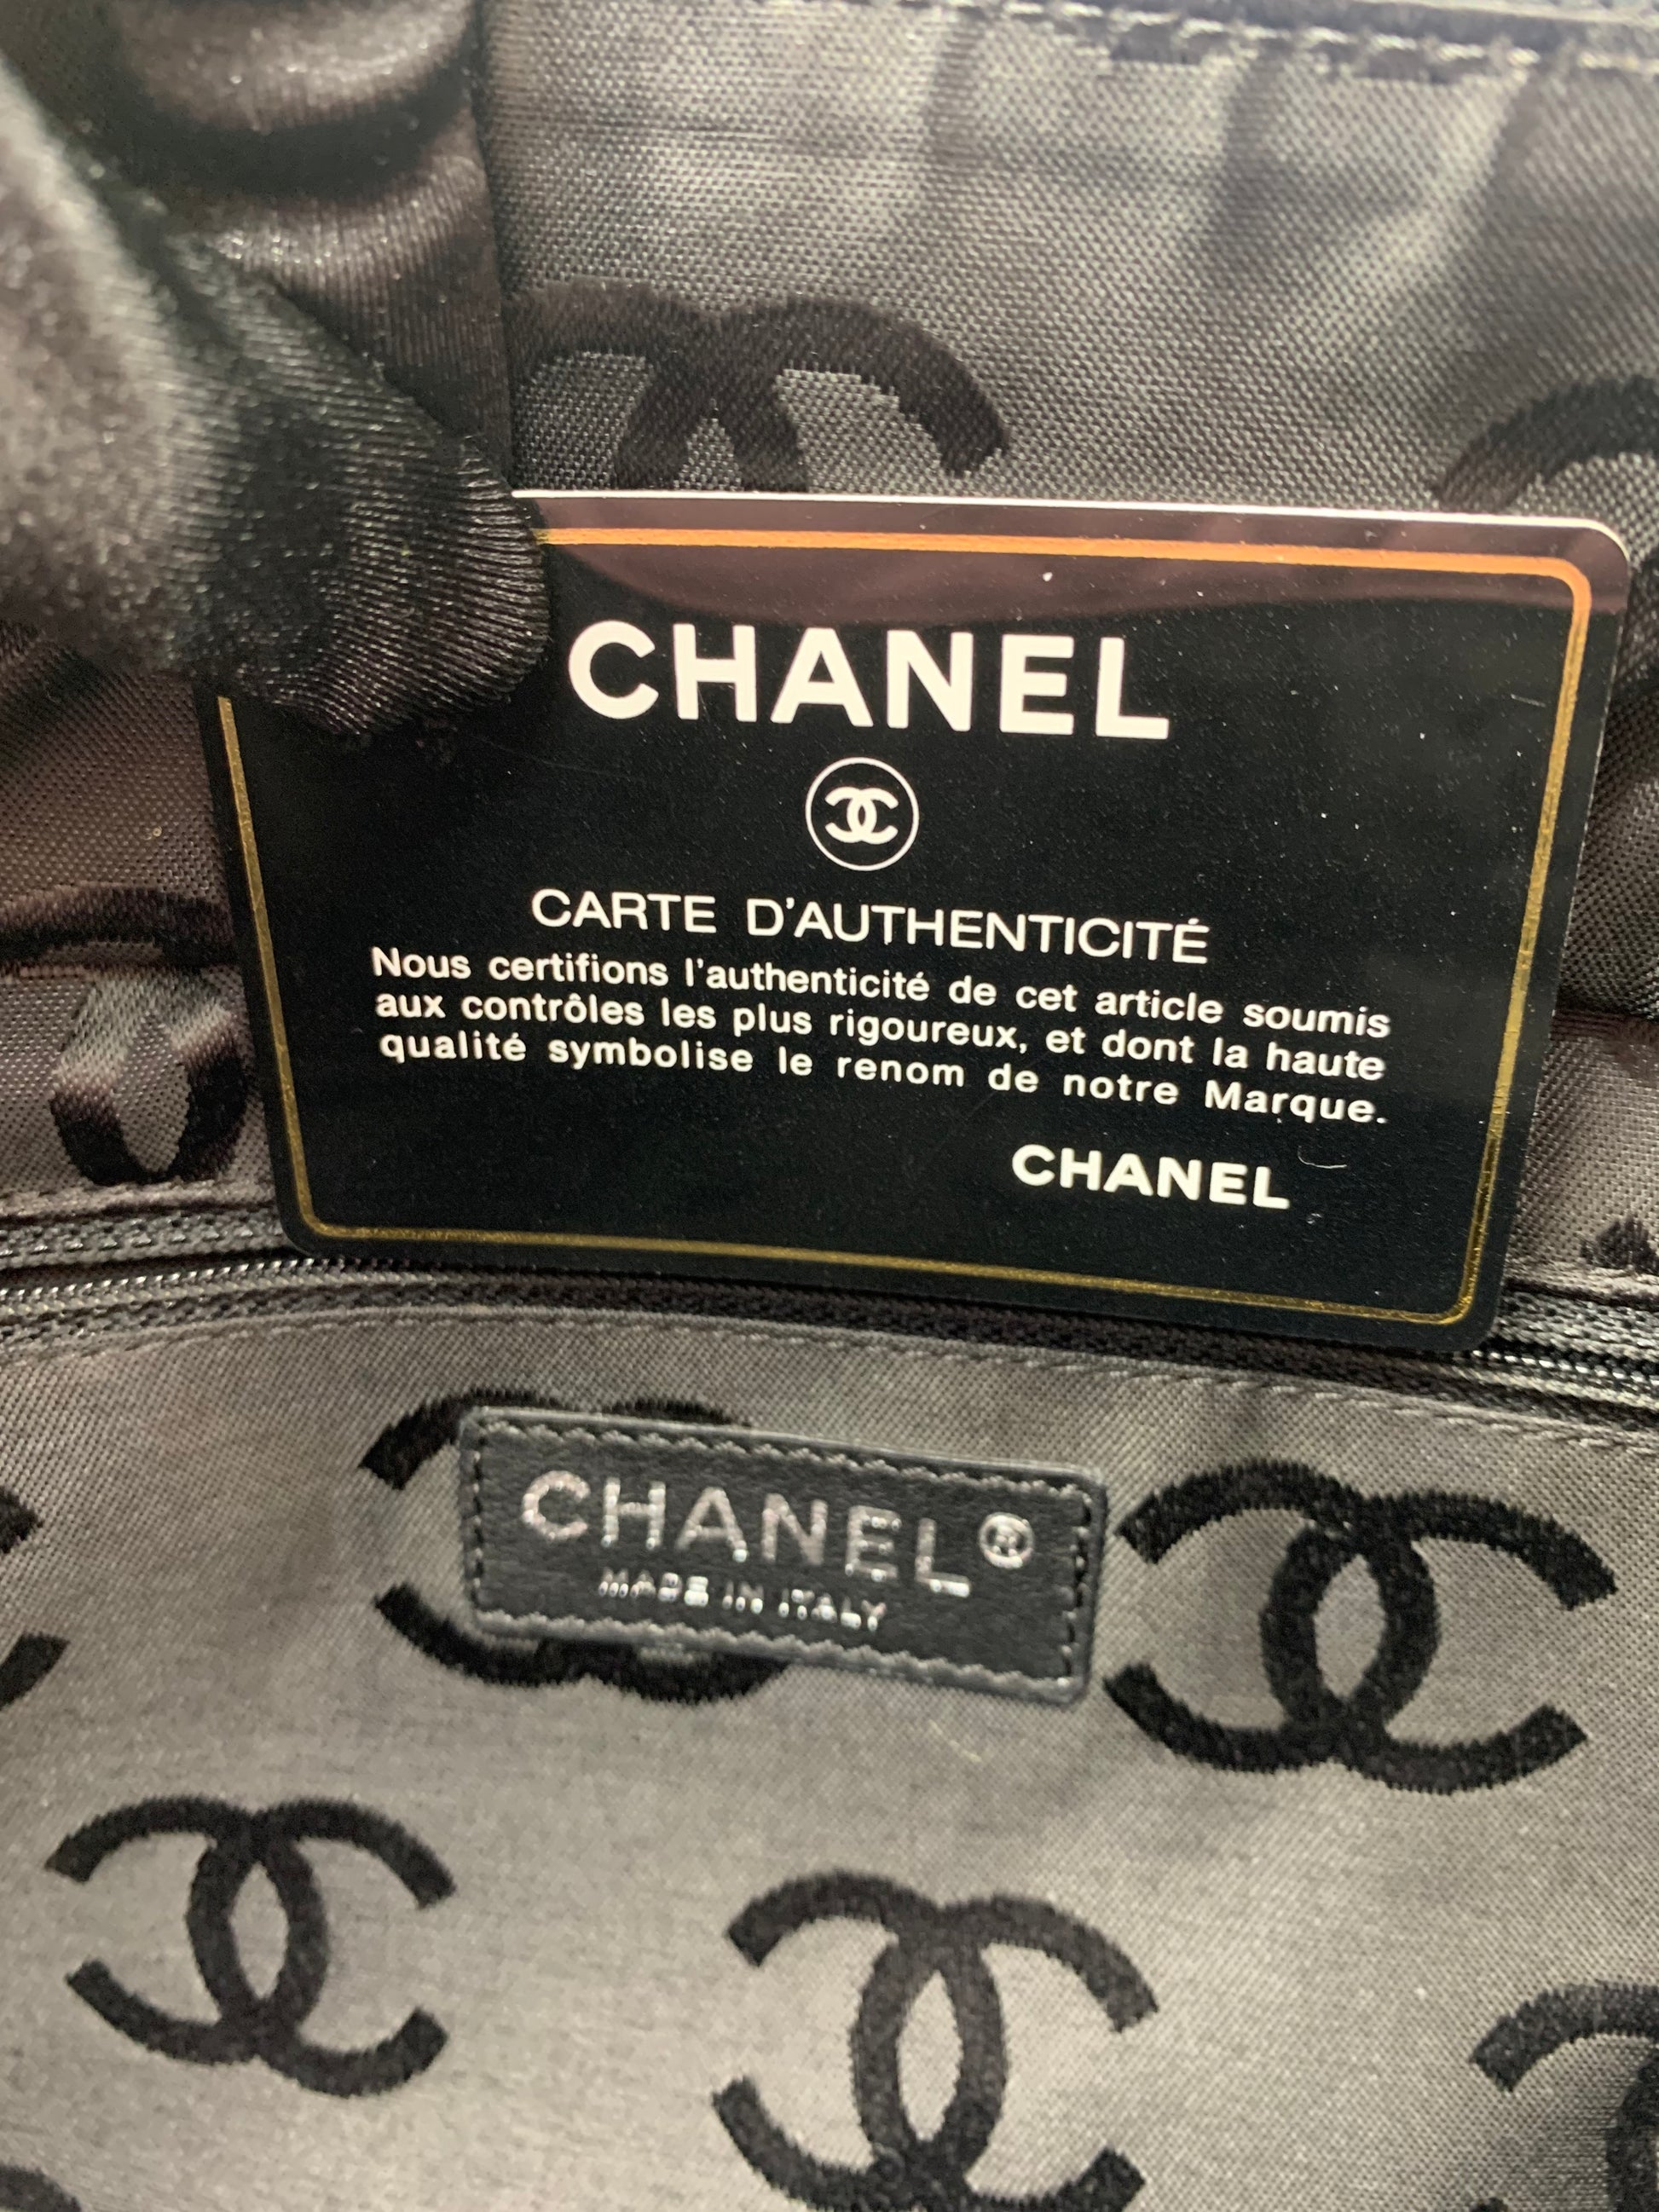 CHANEL
CARTE D'AUTHENTICITÉ
Nous certifions l'authenticité de cet article soumis
aux contrôles les plus rigoureux, et dont la haute
qualité symbolise le renom de notre Marque.
CHANEL
CHANEL®
MADE IN ITALY